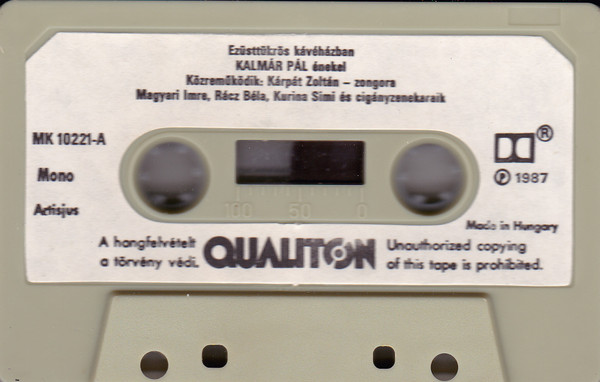 Ezüsttükrös kávéházban
KALMÁR PÁL énekel
Közreműködik: Kárpát Zoltán – zongora
Magyari Imre, Rácz Béla, Kurina Simi és cigányzenekaraik
MK 10221-A
Mono
Artisjus
®
℗ 1987
100 50 0
Made in Hungary
A hangfelvételt
a törvény védi.
QUALITON
Unauthorized copying
of this tape is prohibited.